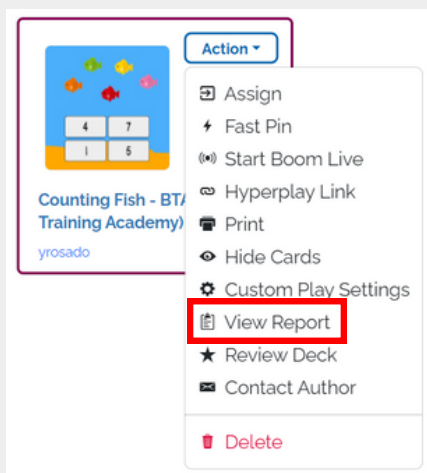 Action
4 7
1 5
Counting Fish - BTA
Training Academy)
yrosado
Assign
Fast Pin
Start Boom Live
Hyperplay Link
Print
Hide Cards
Custom Play Settings
View Report
Review Deck
Contact Author
Delete